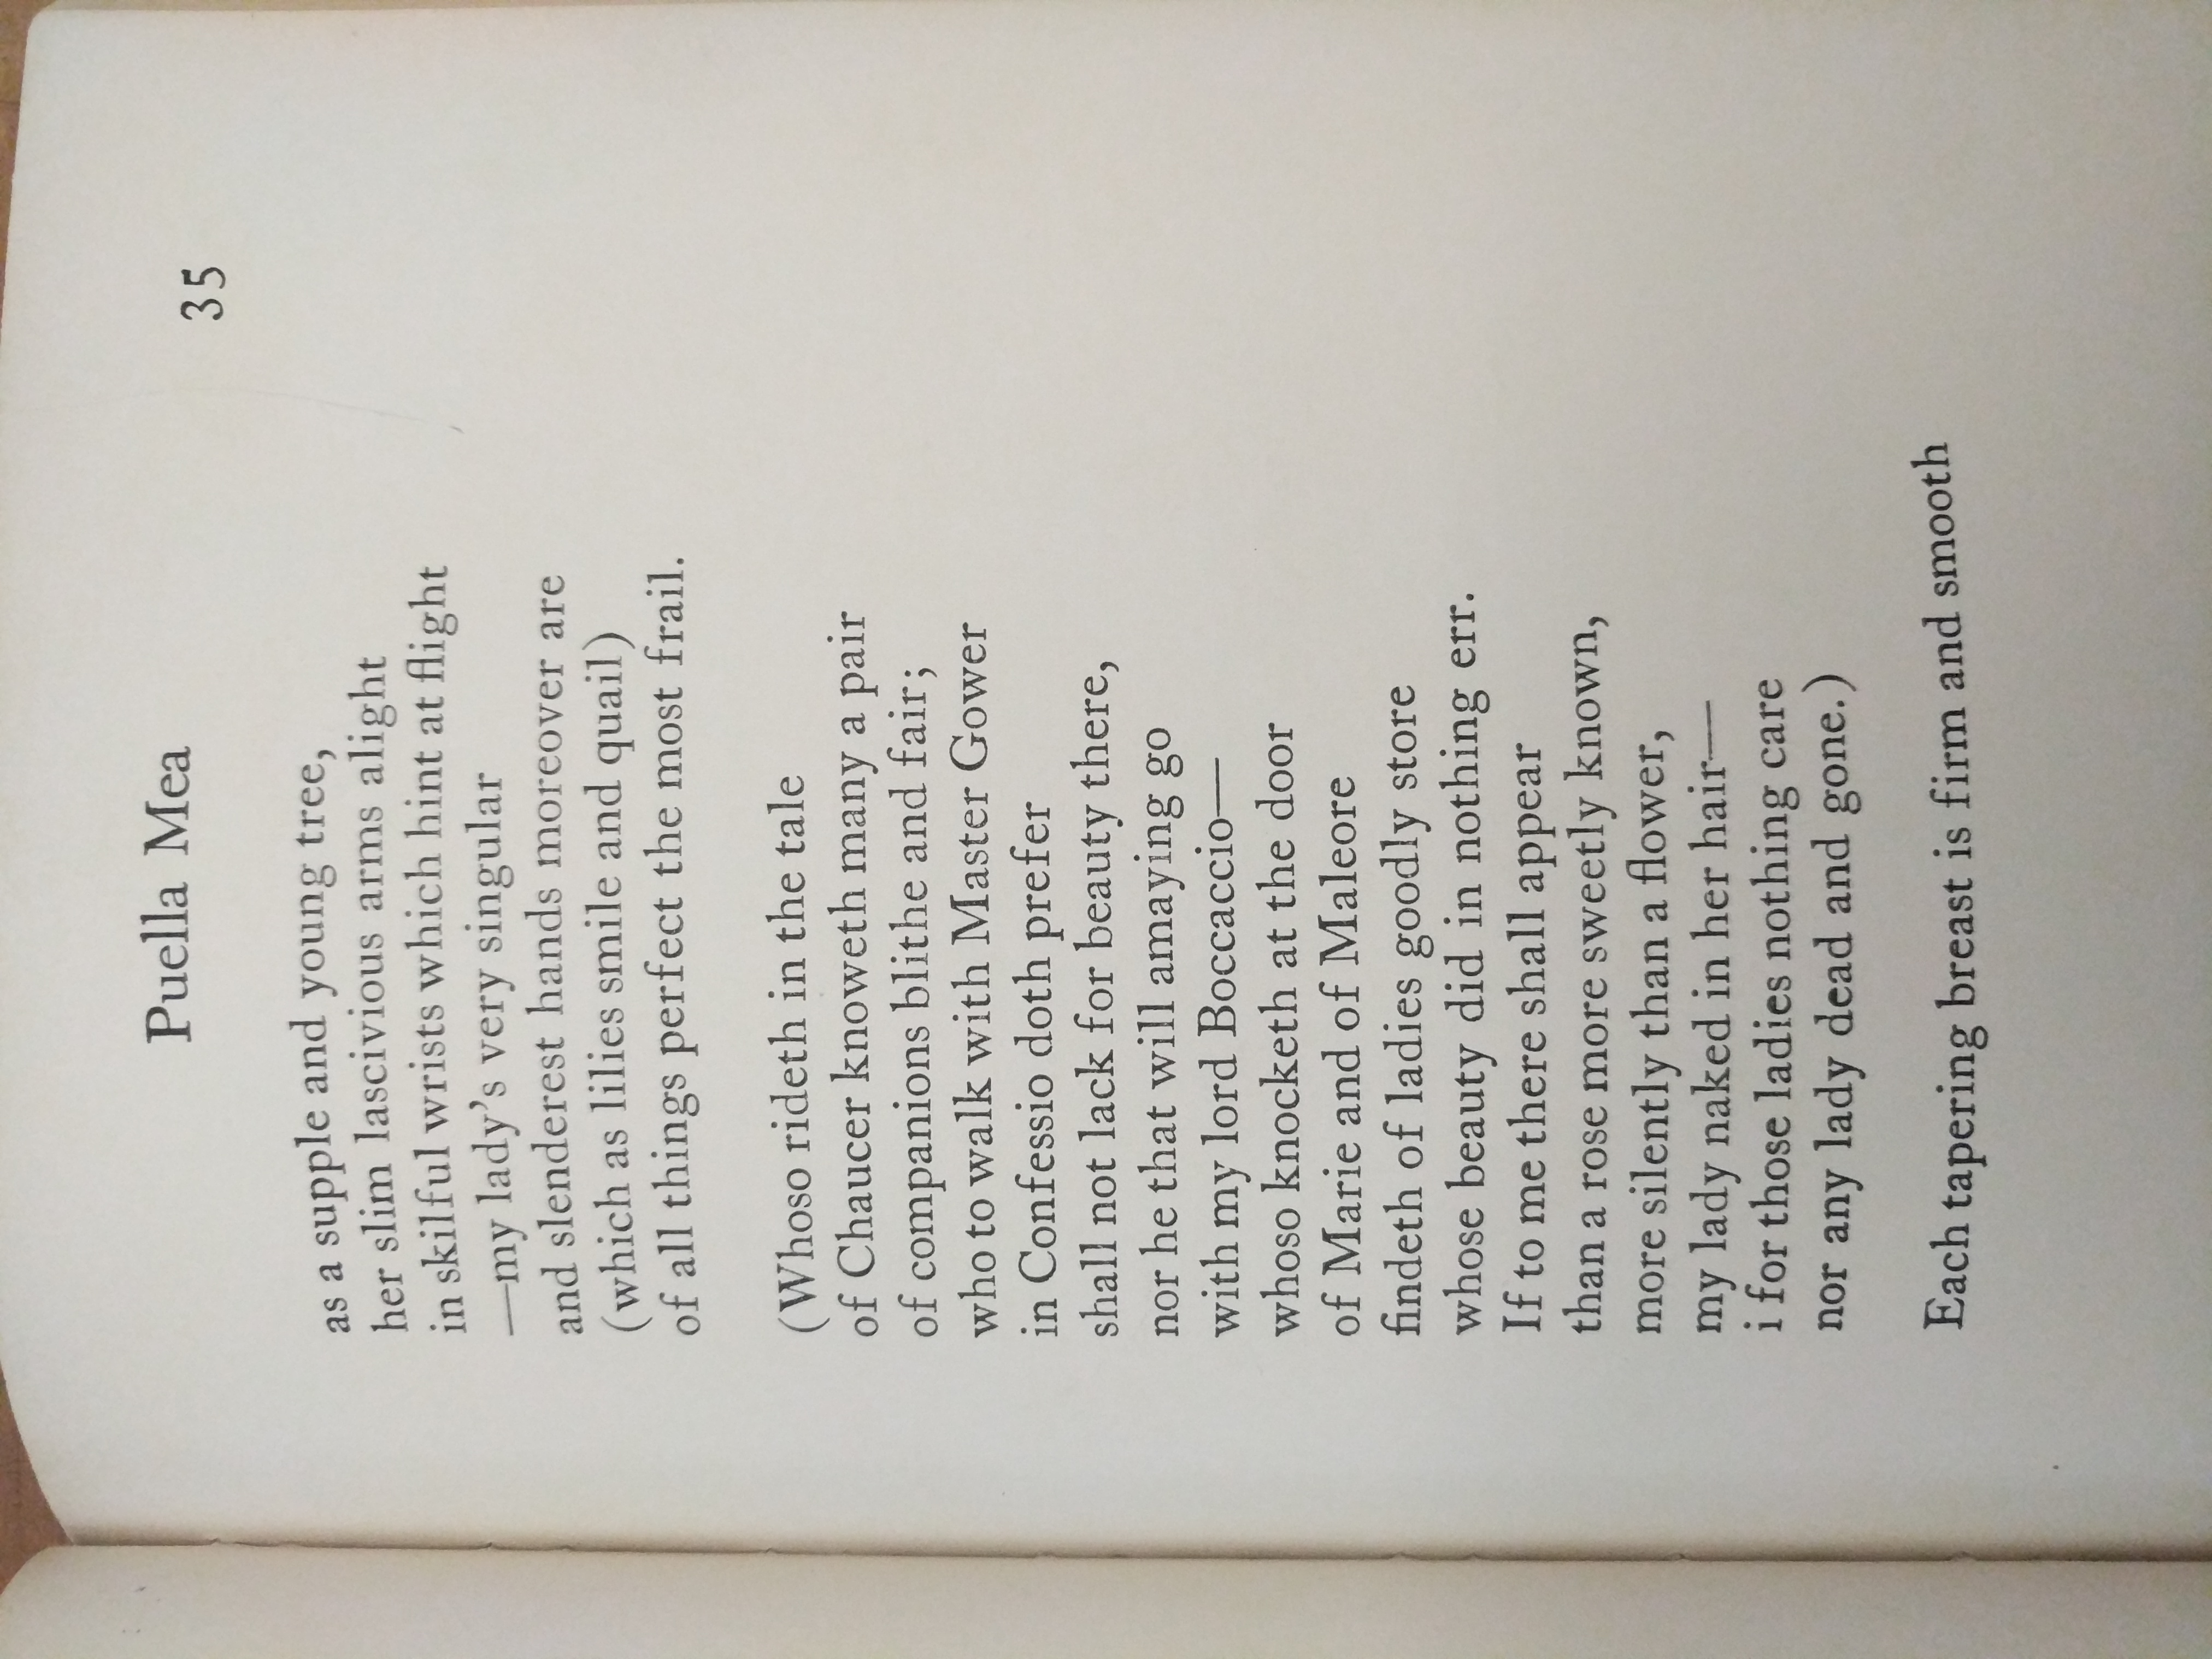 Puella Mea
35
as a supple and young tree,
her slim lascivious arms alight
in skilful wrists which hint at flight
—my lady's very singular
and slenderest hands moreover are
(which as lilies smile and quail)
of all things perfect the most frail.
(Whoso rideth in the tale
of Chaucer knoweth many a pair
of companions blithe and fair;
who to walk with Master Gower
in Confessio doth prefer
shall not lack for beauty there,
nor he that will amaying go
with my lord Boccaccio—
whoso knocketh at the door
of Marie and of Maleore
findeth of ladies goodly store
whose beauty did in nothing err.
If to me there shall appear
than a rose more sweetly known,
more silently than a flower,
my lady naked in her hair—
i for those ladies nothing care
nor any lady dead and gone.)
Each tapering breast is firm and smooth